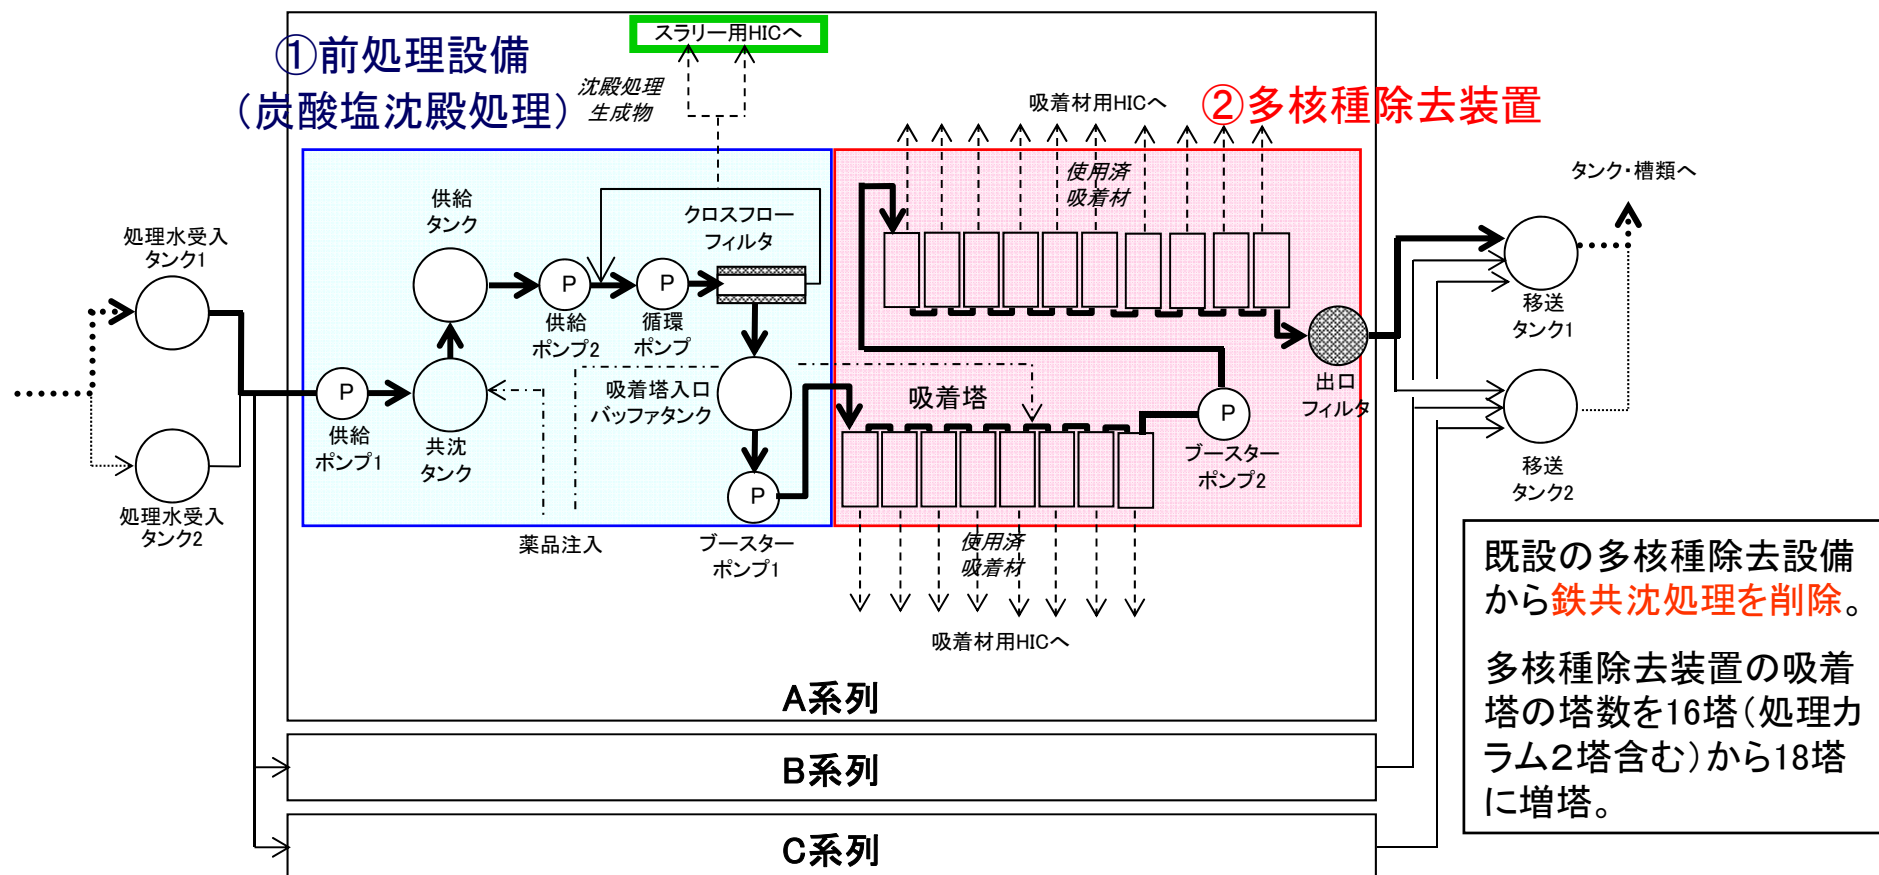 スラリー用HICへ
①前処理設備
(炭酸塩沈殿処理)
沈殿処理
生成物
吸着材用HICへ
②多核種除去装置
使用済
吸着材
タンク・槽類へ
供給
タンク
クロスフロー
フィルタ
処理水受入
タンク1
P
P
供給
ポンプ2
循環
ポンプ
移送
タンク1
P
供給
ポンプ1
共沈
タンク
吸着塔入口
バッファタンク
吸着塔
P
ブースター
ポンプ2
出口
フィルタ
移送
タンク2
P
処理水受入
タンク2
薬品注入
ブースター
ポンプ1
使用済
吸着材
吸着材用HICへ
既設の多核種除去設備
から鉄共沈処理を削除。
多核種除去装置の吸着
塔の塔数を16塔(処理カ
ラム2塔含む)から18塔
に増塔。
A系列
B系列
C系列